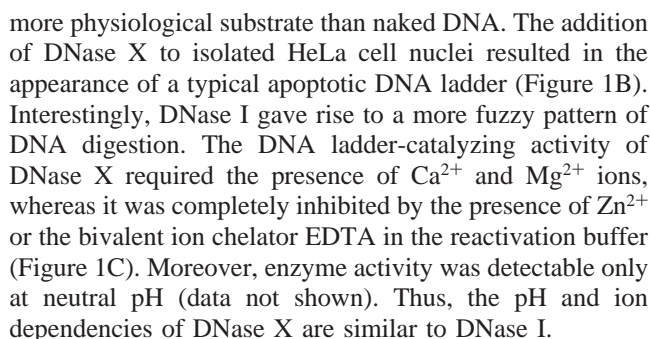 more physiological substrate than naked DNA. The addition
of DNase X to isolated HeLa cell nuclei resulted in the
appearance of a typical apoptotic DNA ladder (Figure 1B).
Interestingly, DNase I gave rise to a more fuzzy pattern of
DNA digestion. The DNA ladder-catalyzing activity of
DNase X required the presence of Ca²⁺ and Mg²⁺ ions,
whereas it was completely inhibited by the presence of Zn²⁺
or the bivalent ion chelator EDTA in the reactivation buffer
(Figure 1C). Moreover, enzyme activity was detectable only
at neutral pH (data not shown). Thus, the pH and ion
dependencies of DNase X are similar to DNase I.